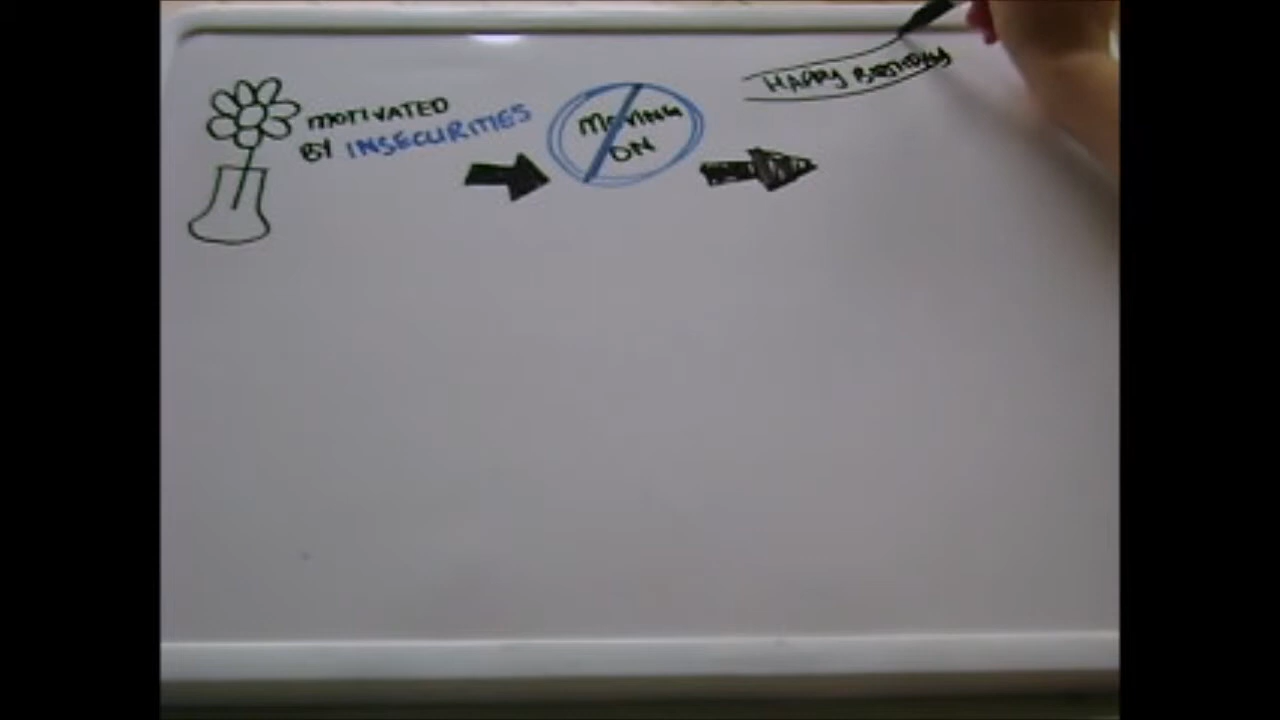 MOTIVATED
BY INSECURITIES
MOVING
ON
HAPPY BIRTHDAY